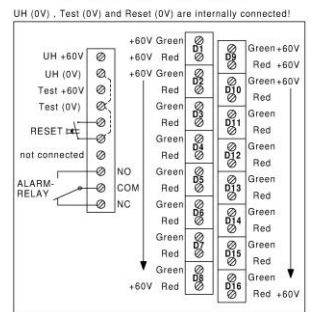 UH (0V) , Test (0V) and Reset (0V) are internally connected!
UH +60V
UH (0V)
Test +60V
Test (0V)
RESET
not connected
NO
ALARM-
RELAY
COM
NC
+60V Green D1
+60V Red
+60V Green D2
Red
Green D3
Red
Green D4
Red
Green D5
Red
Green D6
Red
Green D7
Red
Green D8
+60V Red
D9 Green +60V
Red +60V
D10 Green +60V
Red
D11 Green
Red
D12 Green
Red
D13 Green
Red
D14 Green
Red
D15 Green
Red
D16 Green
Red +60V